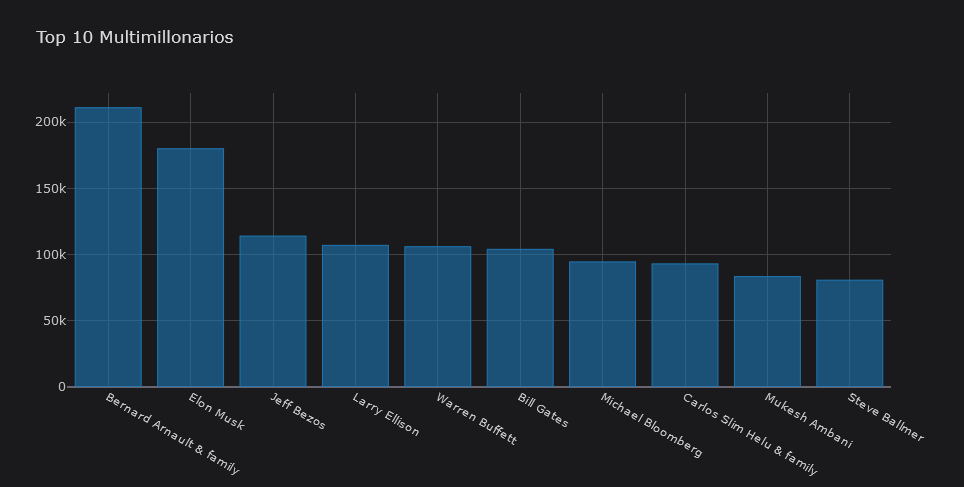 Top 10 Multimillonarios
200k
150k
100k
50k
0
Bernard Arnault & family
Elon Musk
Jeff Bezos
Larry Ellison
Warren Buffett
Bill Gates
Michael Bloomberg
Carlos Slim Helu & family
Mukesh Ambani
Steve Ballmer